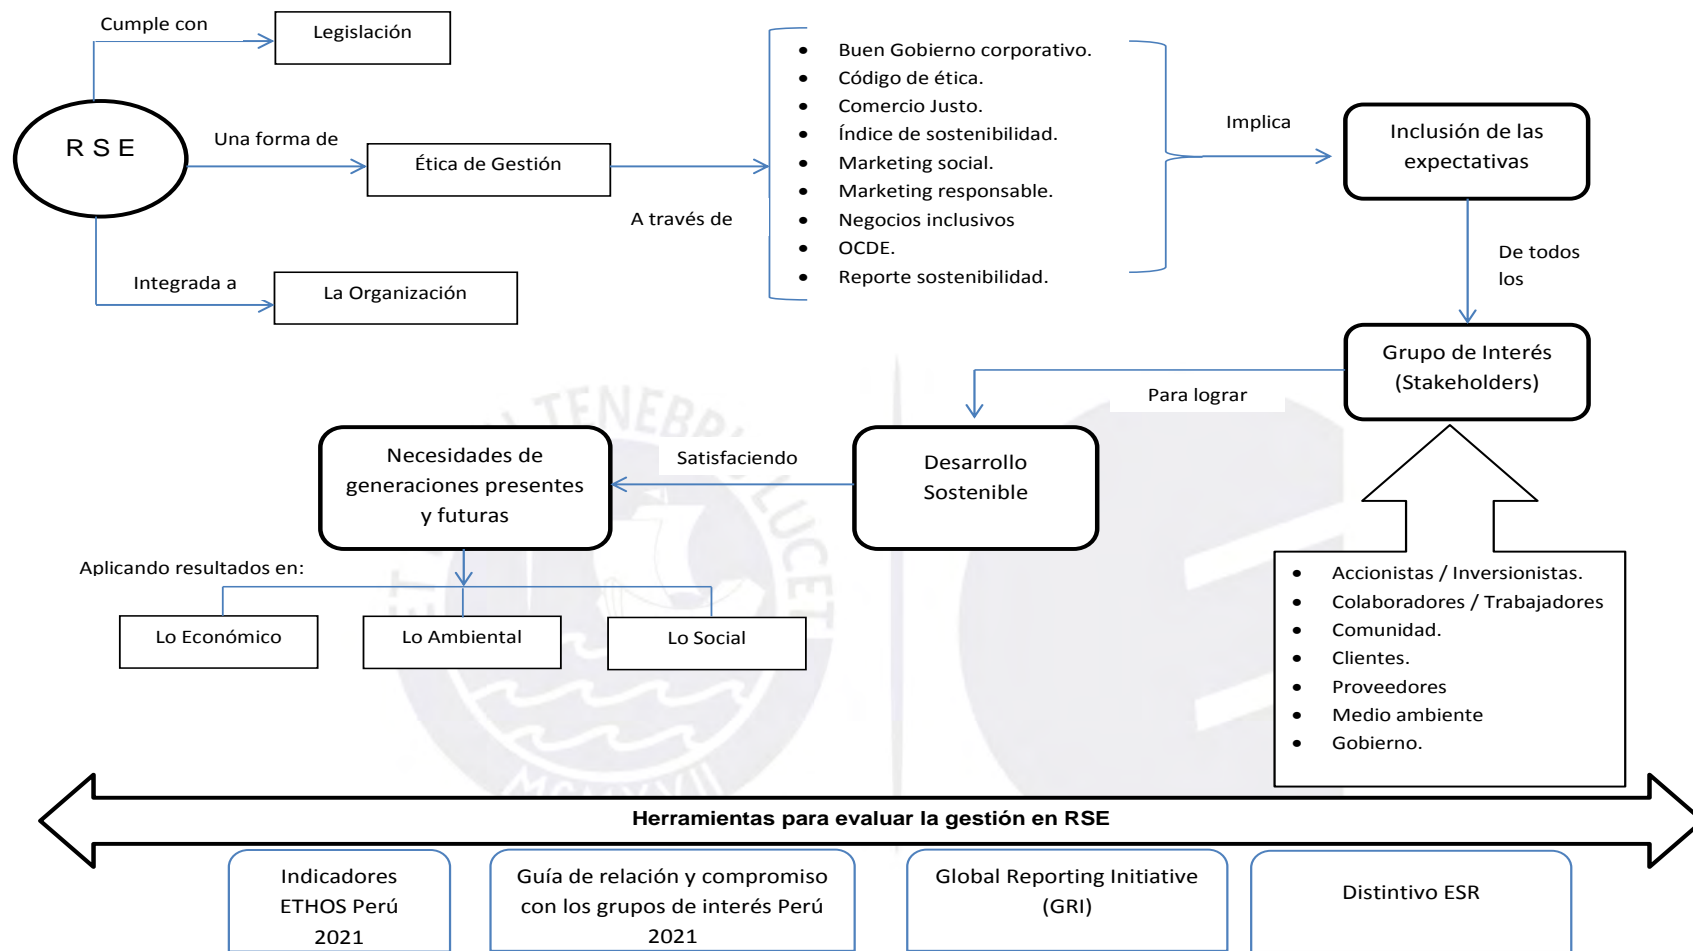 Cumple con
Legislación
R S E
Una forma de
Ética de Gestión
A través de
Integrada a
La Organización
• Buen Gobierno corporativo.
• Código de ética.
• Comercio Justo.
• Índice de sostenibilidad.
• Marketing social.
• Marketing responsable.
• Negocios inclusivos
• OCDE.
• Reporte sostenibilidad.
Implica
Inclusión de las
expectativas
De todos
los
Grupo de Interés
(Stakeholders)
Para lograr
Desarrollo
Sostenible
Satisfaciendo
Necesidades de
generaciones presentes
y futuras
Aplicando resultados en:
Lo Económico
Lo Ambiental
Lo Social
• Accionistas / Inversionistas.
• Colaboradores / Trabajadores
• Comunidad.
• Clientes.
• Proveedores
• Medio ambiente
• Gobierno.
Herramientas para evaluar la gestión en RSE
Indicadores
ETHOS Perú
2021
Guía de relación y compromiso
con los grupos de interés Perú
2021
Global Reporting Initiative
(GRI)
Distintivo ESR
TENEBR
LUCET
MCMXVII